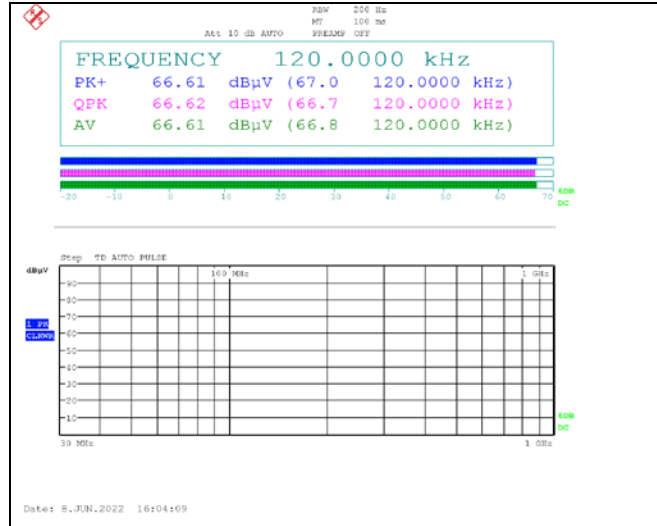 RBW 200 Hz
MT 100 ms
Att 10 dB AUTO PREAMP OFF
FREQUENCY 120.0000 kHz
PK+ 66.61 dBµV (67.0 120.0000 kHz)
QPK 66.62 dBµV (66.7 120.0000 kHz)
AV 66.61 dBµV (66.8 120.0000 kHz)
-20 -10 0 10 20 30 40 50 60 70
6DB
DC
Step TD AUTO PULSE
dBµV 100 MHz 1 GHz
90
80
70
1 PK
CLRWR
60
50
40
30
20
10
6DB
DC
30 MHz 1 GHz
Date: 8.JUN.2022 16:04:09